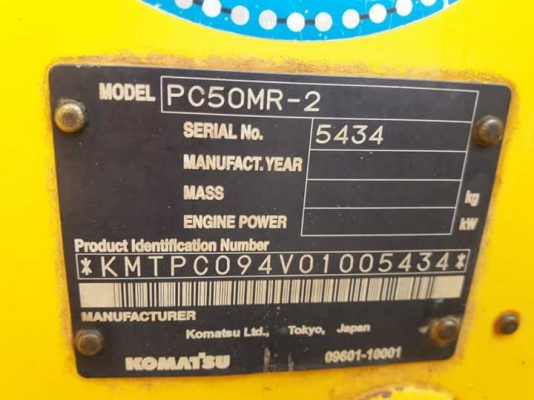 MODEL PC50MR-2
SERIAL No. 5434
MANUFACT. YEAR
MASS kg
ENGINE POWER kW
Product Identification Number
*KMTPC094V01005434*
MANUFACTURER
Komatsu Ltd., Tokyo, Japan
KOMATSU 09601-10001